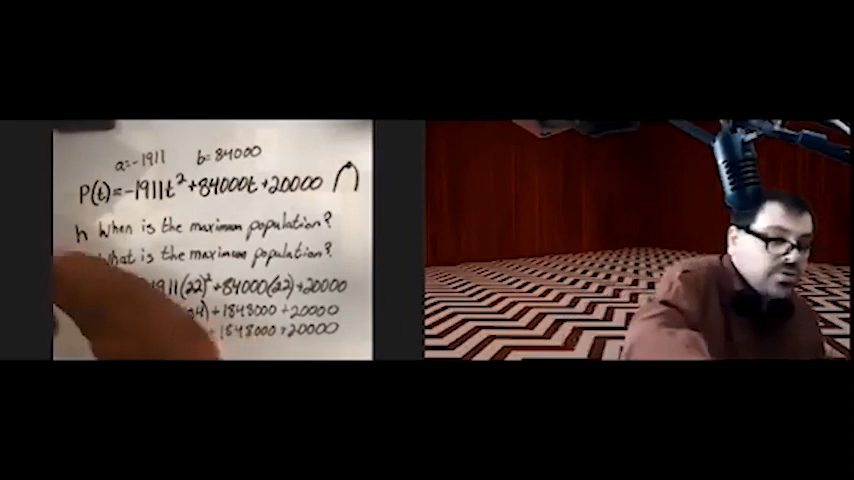 a=-1911 b=84000
P(t)=-1911t²+84000t+20000
h When is the maximum population?
What is the maximum population?
1911(22)²+84000(22)+20000
4)+1848000+20000
+1848000+20000